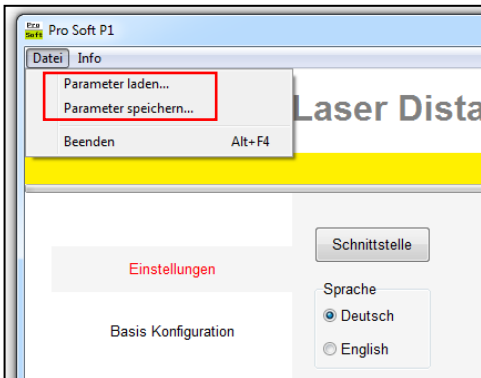 Pro Soft Pro Soft P1
Datei Info
Parameter laden...
Parameter speichern...
Beenden Alt+F4
Laser Dista
Schnittstelle
Einstellungen
Sprache
Deutsch
Basis Konfiguration
English